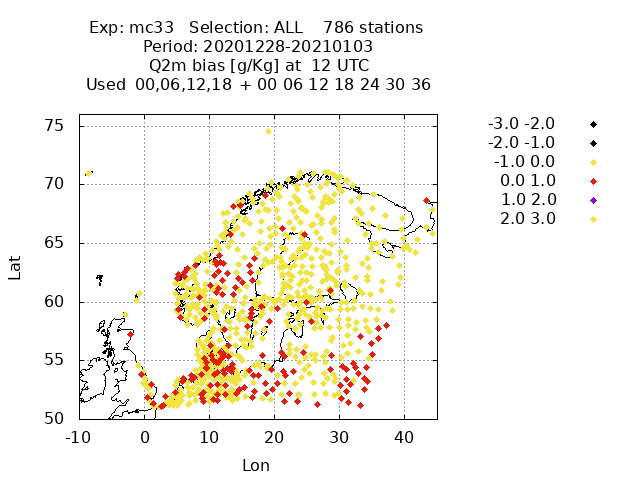 Exp: mc33 Selection: ALL 786 stations
Period: 20201228-20210103
Q2m bias [g/Kg] at 12 UTC
Used 00,06,12,18 + 00 06 12 18 24 30 36
-3.0 -2.0
-2.0 -1.0
-1.0 0.0
0.0 1.0
1.0 2.0
2.0 3.0
75
70
65
60
55
50
Lat
-10 0 10 20 30 40
Lon